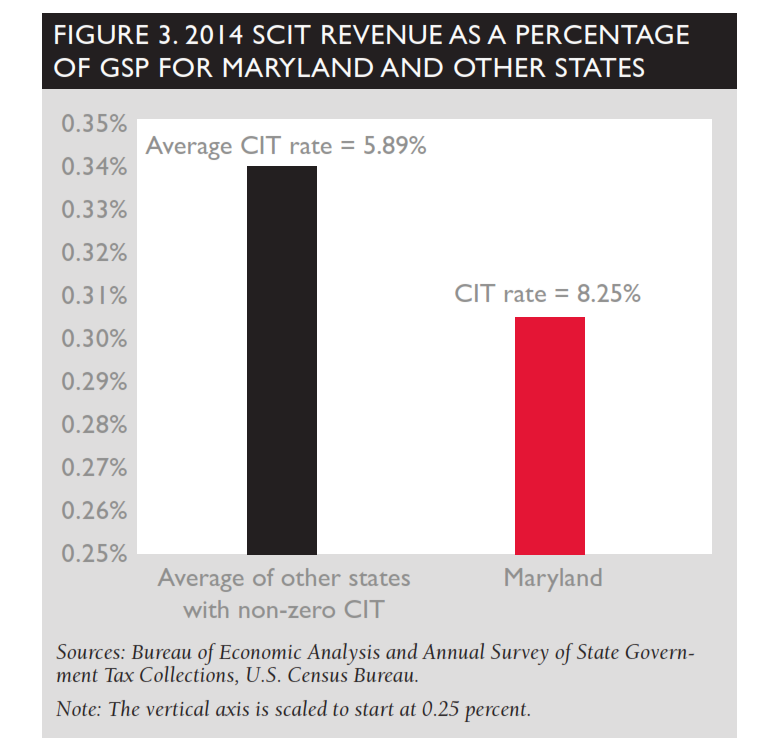 FIGURE 3. 2014 SCIT REVENUE AS A PERCENTAGE
OF GSP FOR MARYLAND AND OTHER STATES
0.35%
Average CIT rate = 5.89%
0.34%
0.33%
0.32%
CIT rate = 8.25%
0.31%
0.30%
0.29%
0.28%
0.27%
0.26%
0.25%
Average of other states
with non-zero CIT
Maryland
Sources: Bureau of Economic Analysis and Annual Survey of State Govern-
ment Tax Collections, U.S. Census Bureau.
Note: The vertical axis is scaled to start at 0.25 percent.